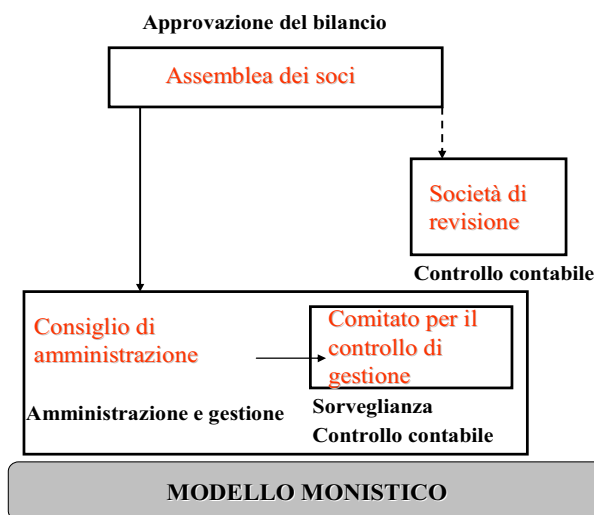 Approvazione del bilancio
Assemblea dei soci
Società di
revisione
Controllo contabile
Consiglio di
amministrazione
Comitato per il
controllo di
gestione
Amministrazione e gestione
Sorveglianza
Controllo contabile
MODELLO MONISTICO